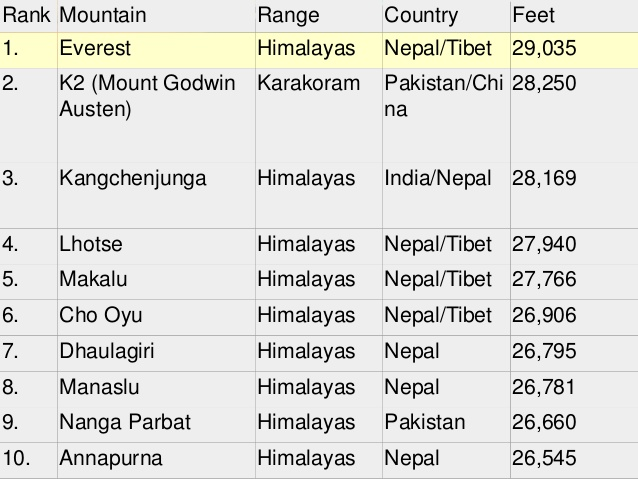 Rank Mountain Range Country Feet
1. Everest Himalayas Nepal/Tibet 29,035
2. K2 (Mount Godwin Karakoram Pakistan/Chi 28,250
Austen) na
3. Kangchenjunga Himalayas India/Nepal 28,169
4. Lhotse Himalayas Nepal/Tibet 27,940
5. Makalu Himalayas Nepal/Tibet 27,766
6. Cho Oyu Himalayas Nepal/Tibet 26,906
7. Dhaulagiri Himalayas Nepal 26,795
8. Manaslu Himalayas Nepal 26,781
9. Nanga Parbat Himalayas Pakistan 26,660
10. Annapurna Himalayas Nepal 26,545